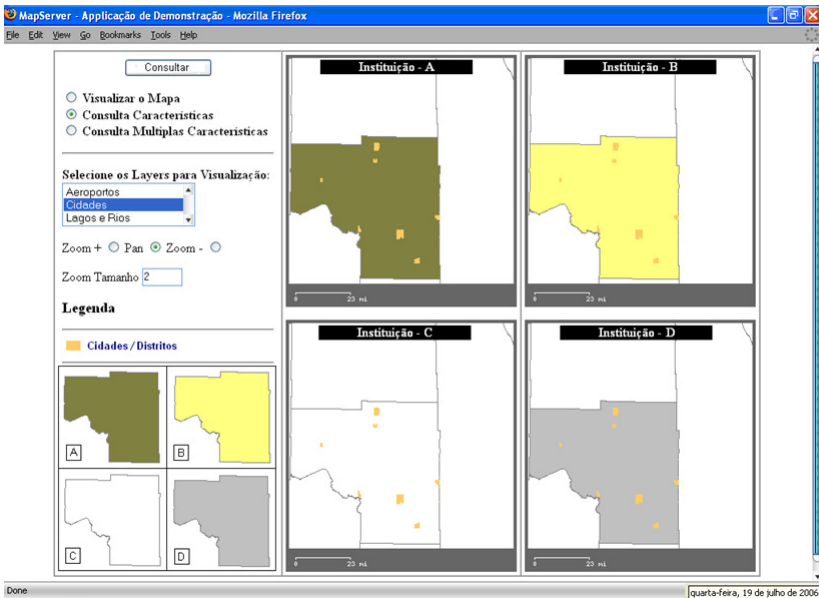 MapServer - Applicação de Demonstração - Mozilla Firefox
File Edit View Go Bookmarks Tools Help
Consultar
Visualizar o Mapa
Consulta Caracteristicas
Consulta Multiplas Caracteristicas
Selecione os Layers para Visualização:
Aeroportos
Cidades
Lagos e Rios
Zoom + Pan Zoom -
Zoom Tamanho 2
Legenda
Cidades / Distritos
A
B
C
D
Instituição - A
0 23 mi
Instituição - B
0 23 mi
Instituição - C
0 23 mi
Instituição - D
0 23 mi
Done
quarta-feira, 19 de julho de 2006